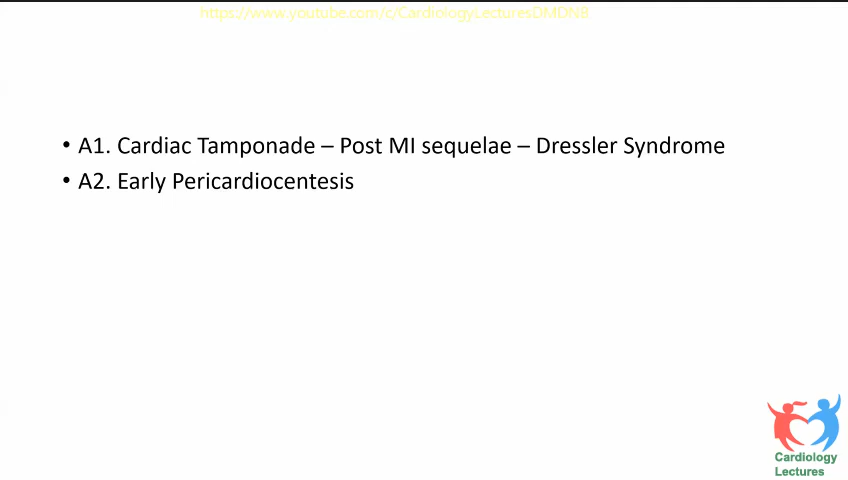 https://www.youtube.com/c/CardiologyLecturesDMDNB
• A1. Cardiac Tamponade – Post MI sequelae – Dressler Syndrome
• A2. Early Pericardiocentesis
Cardiology
Lectures